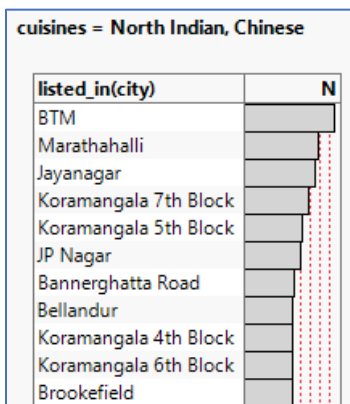 cuisines = North Indian, Chinese
listed_in(city) N
BTM
Marathahalli
Jayanagar
Koramangala 7th Block
Koramangala 5th Block
JP Nagar
Bannerghatta Road
Bellandur
Koramangala 4th Block
Koramangala 6th Block
Brookefield